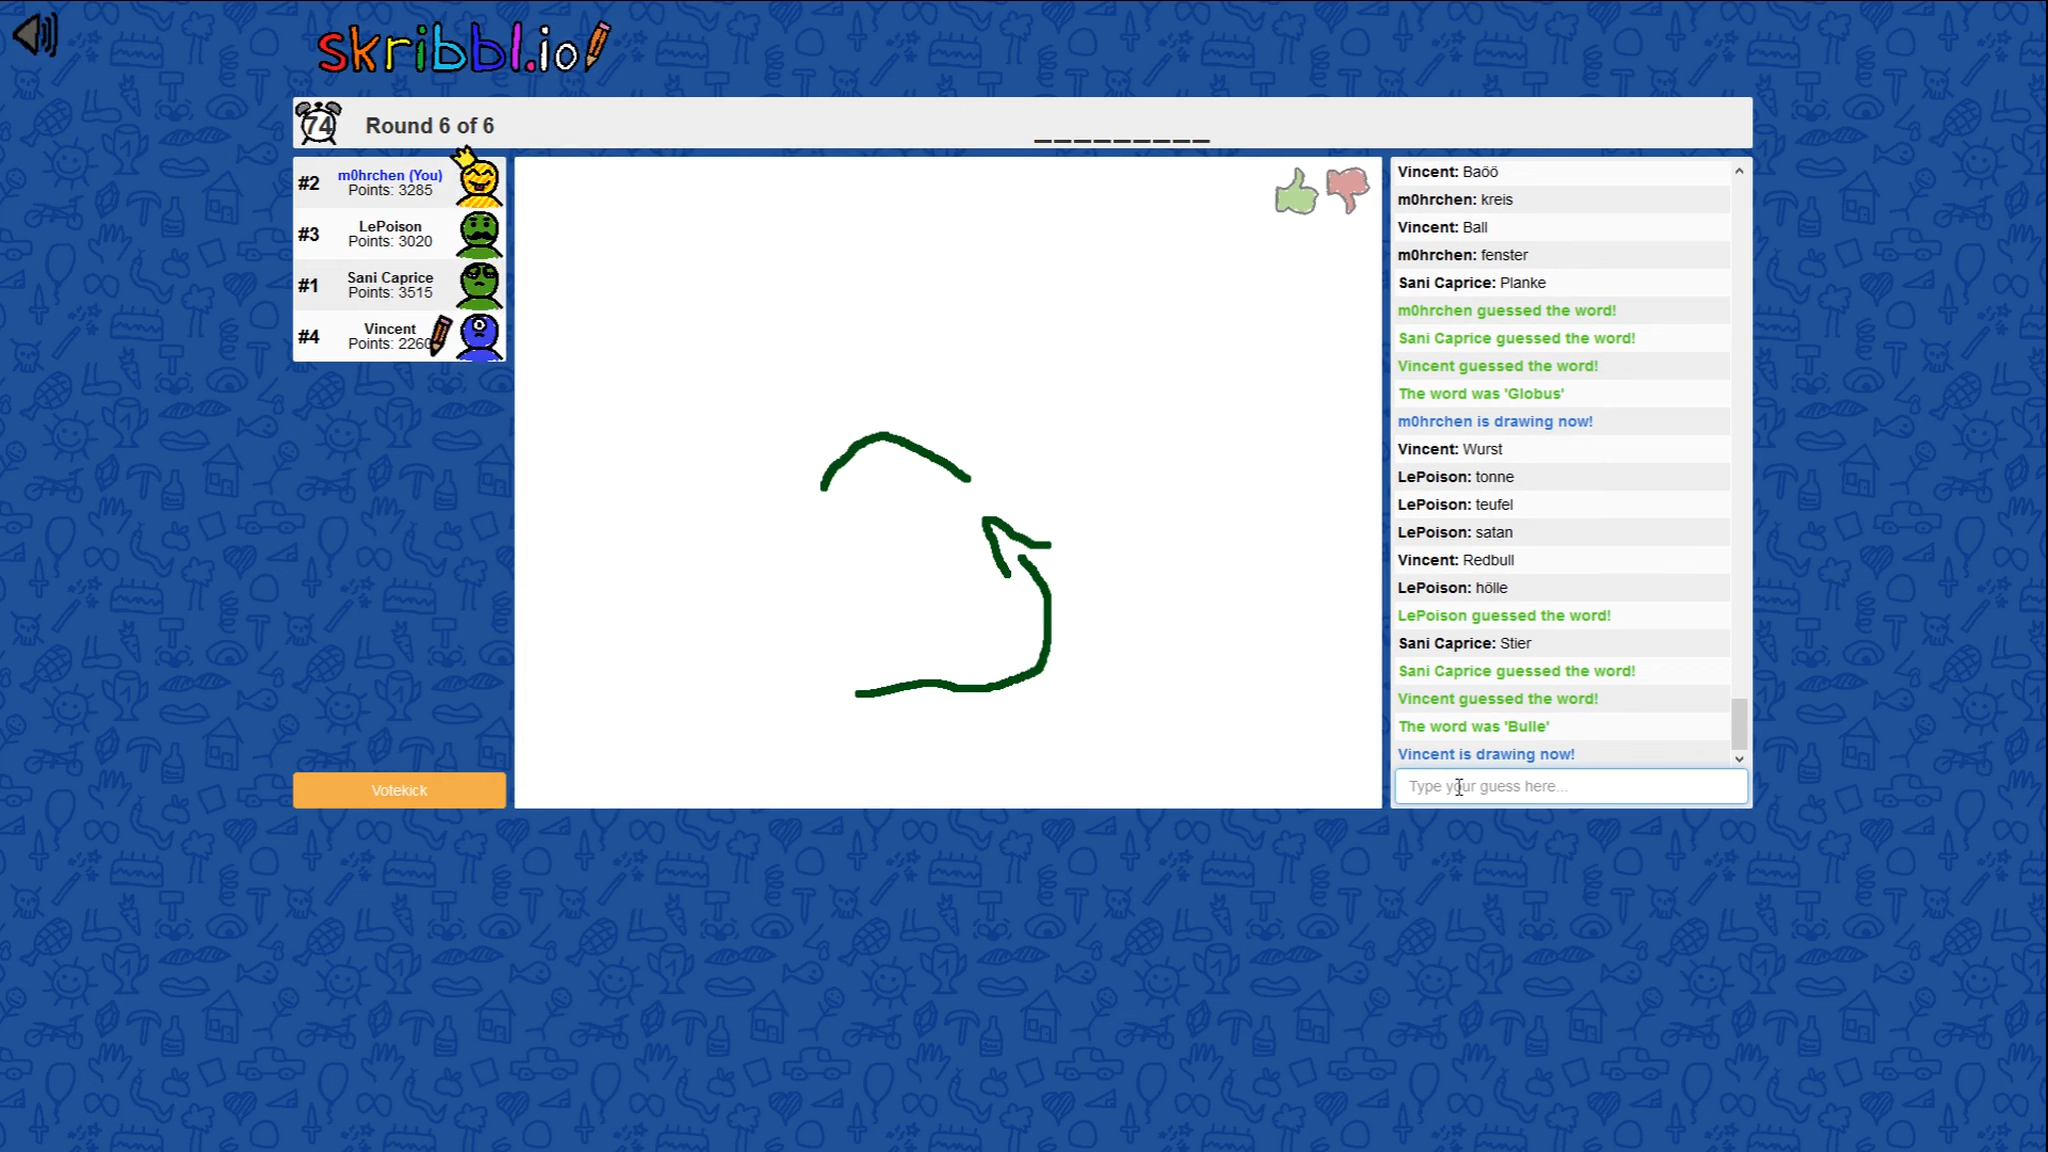 skribbl.io
74
Round 6 of 6
_________
#2
m0hrchen (You)
Points: 3285
#3
LePoison
Points: 3020
#1
Sani Caprice
Points: 3515
#4
Vincent
Points: 2260
Votekick
Vincent: Baöö
m0hrchen: kreis
Vincent: Ball
m0hrchen: fenster
Sani Caprice: Planke
m0hrchen guessed the word!
Sani Caprice guessed the word!
Vincent guessed the word!
The word was 'Globus'
m0hrchen is drawing now!
Vincent: Wurst
LePoison: tonne
LePoison: teufel
LePoison: satan
Vincent: Redbull
LePoison: hölle
LePoison guessed the word!
Sani Caprice: Stier
Sani Caprice guessed the word!
Vincent guessed the word!
The word was 'Bulle'
Vincent is drawing now!
Type your guess here...